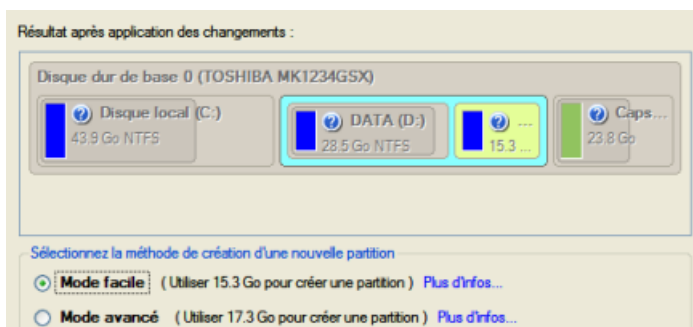 Résultat après application des changements :
Disque dur de base 0 (TOSHIBA MK1234GSX)
Disque local (C:)
43.9 Go NTFS
DATA (D:)
28.5 Go NTFS
...
15.3 ...
Caps...
23.8 Go
Sélectionnez la méthode de création d'une nouvelle partition
Mode facile ( Utiliser 15.3 Go pour créer une partition ) Plus d'infos...
Mode avancé ( Utiliser 17.3 Go pour créer une partition ) Plus d'infos...